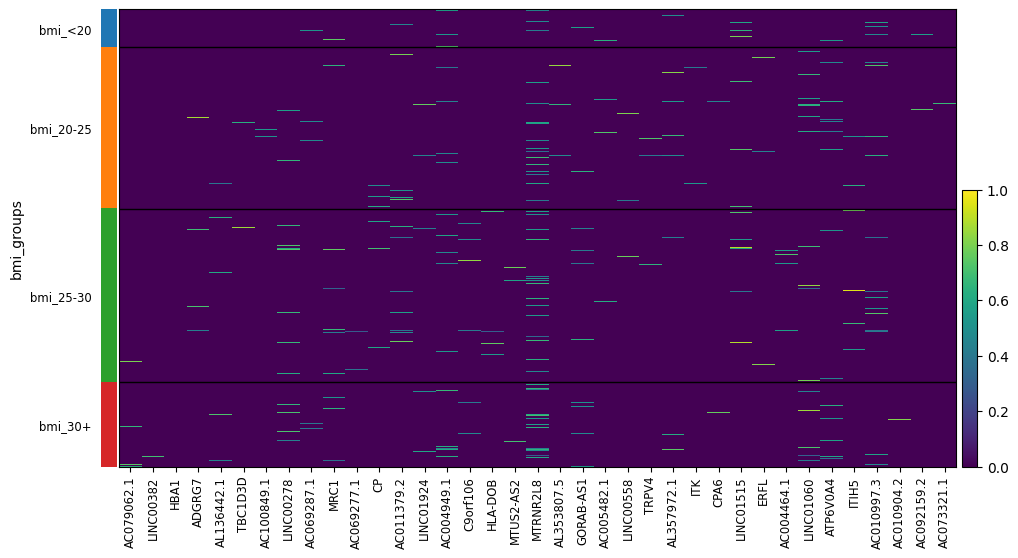 bmi_<20
bmi_20-25
bmi_25-30
bmi_30+
bmi_groups
1.0
0.8
0.6
0.4
0.2
0.0
AC079062.1
LINC00382
HBA1
ADGRG7
AL136442.1
TBC1D3D
AC100849.1
LINC00278
AC069287.1
MRC1
AC069277.1
CP
AC011379.2
LINC01924
AC004949.1
C9orf106
HLA-DOB
MTUS2-AS2
MTRNR2L8
AL353807.5
GORAB-AS1
AC005482.1
LINC00558
TRPV4
AL357972.1
ITK
CPA6
LINC01515
ERFL
AC004464.1
LINC01060
ATP6V0A4
ITIH5
AC010997.3
AC010904.2
AC092159.2
AC073321.1